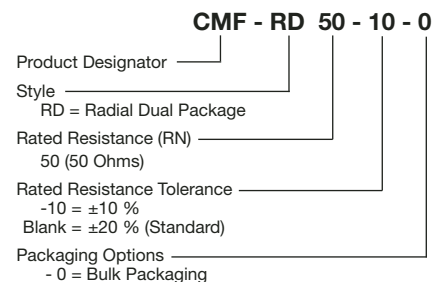 CMF - RD 50 - 10 - 0
Product Designator
Style
RD = Radial Dual Package
Rated Resistance (RN)
50 (50 Ohms)
Rated Resistance Tolerance
-10 = ±10 %
Blank = ±20 % (Standard)
Packaging Options
- 0 = Bulk Packaging